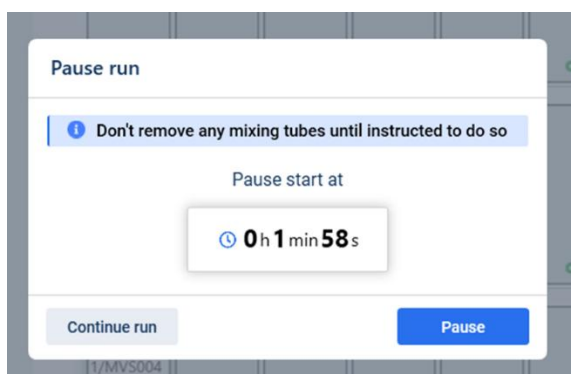 Pause run
Don't remove any mixing tubes until instructed to do so
Pause start at
0 h 1 min 58 s
Continue run
Pause
1/MVS004